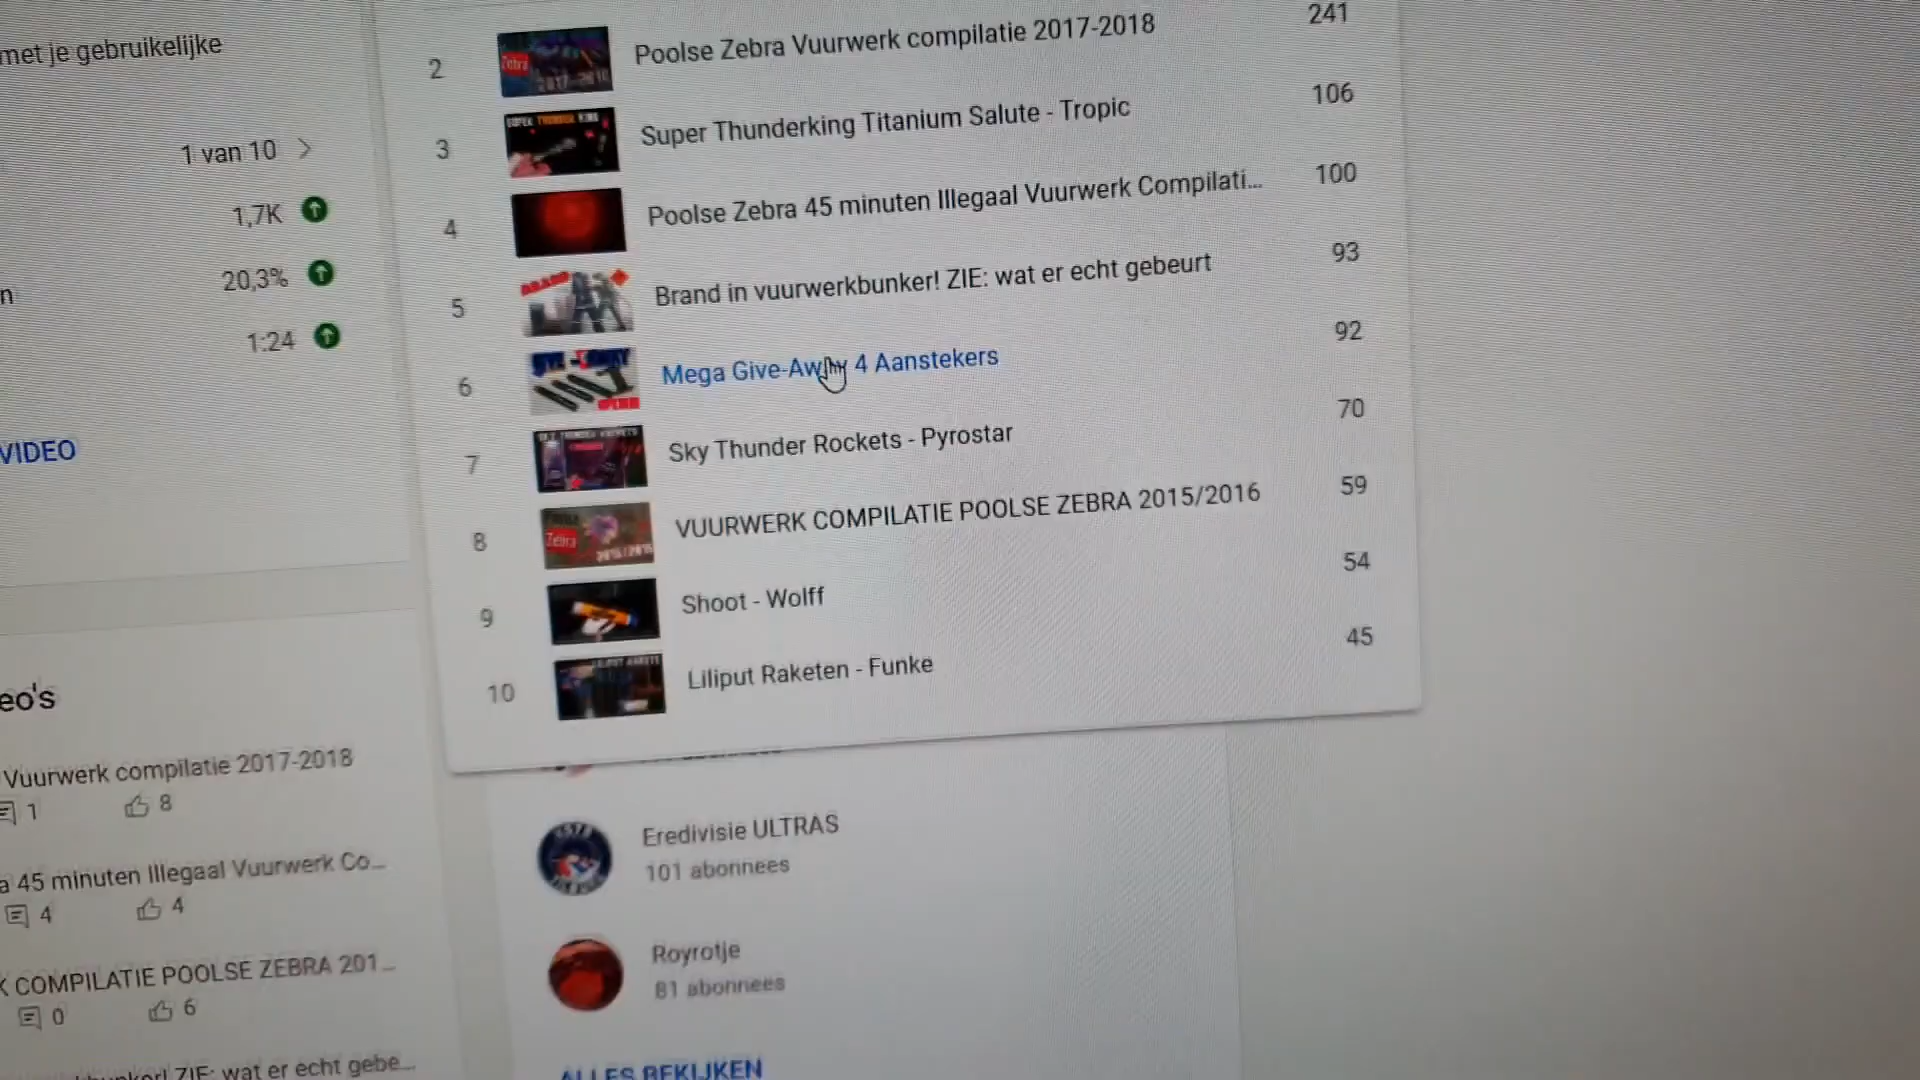 met je gebruikelijke
1 van 10
1,7K
20,3%
n
1:24
VIDEO
2 Poolse Zebra Vuurwerk compilatie 2017-2018 241
3 Super Thunderking Titanium Salute - Tropic 106
4 Poolse Zebra 45 minuten Illegaal Vuurwerk Compilati... 100
5 Brand in vuurwerkbunker! ZIE: wat er echt gebeurt 93
6 Mega Give-Away 4 Aanstekers 92
7 Sky Thunder Rockets - Pyrostar 70
8 VUURWERK COMPILATIE POOLSE ZEBRA 2015/2016 59
9 Shoot - Wolff 54
10 Liliput Raketen - Funke 45
eo's
Vuurwerk compilatie 2017-2018
1 8
a 45 minuten Illegaal Vuurwerk Co...
4 4
K COMPILATIE POOLSE ZEBRA 201...
0 6
ZIE: wat er echt gebe...
Eredivisie ULTRAS
101 abonnees
Royrotje
81 abonnees
ALLES BEKIJKEN